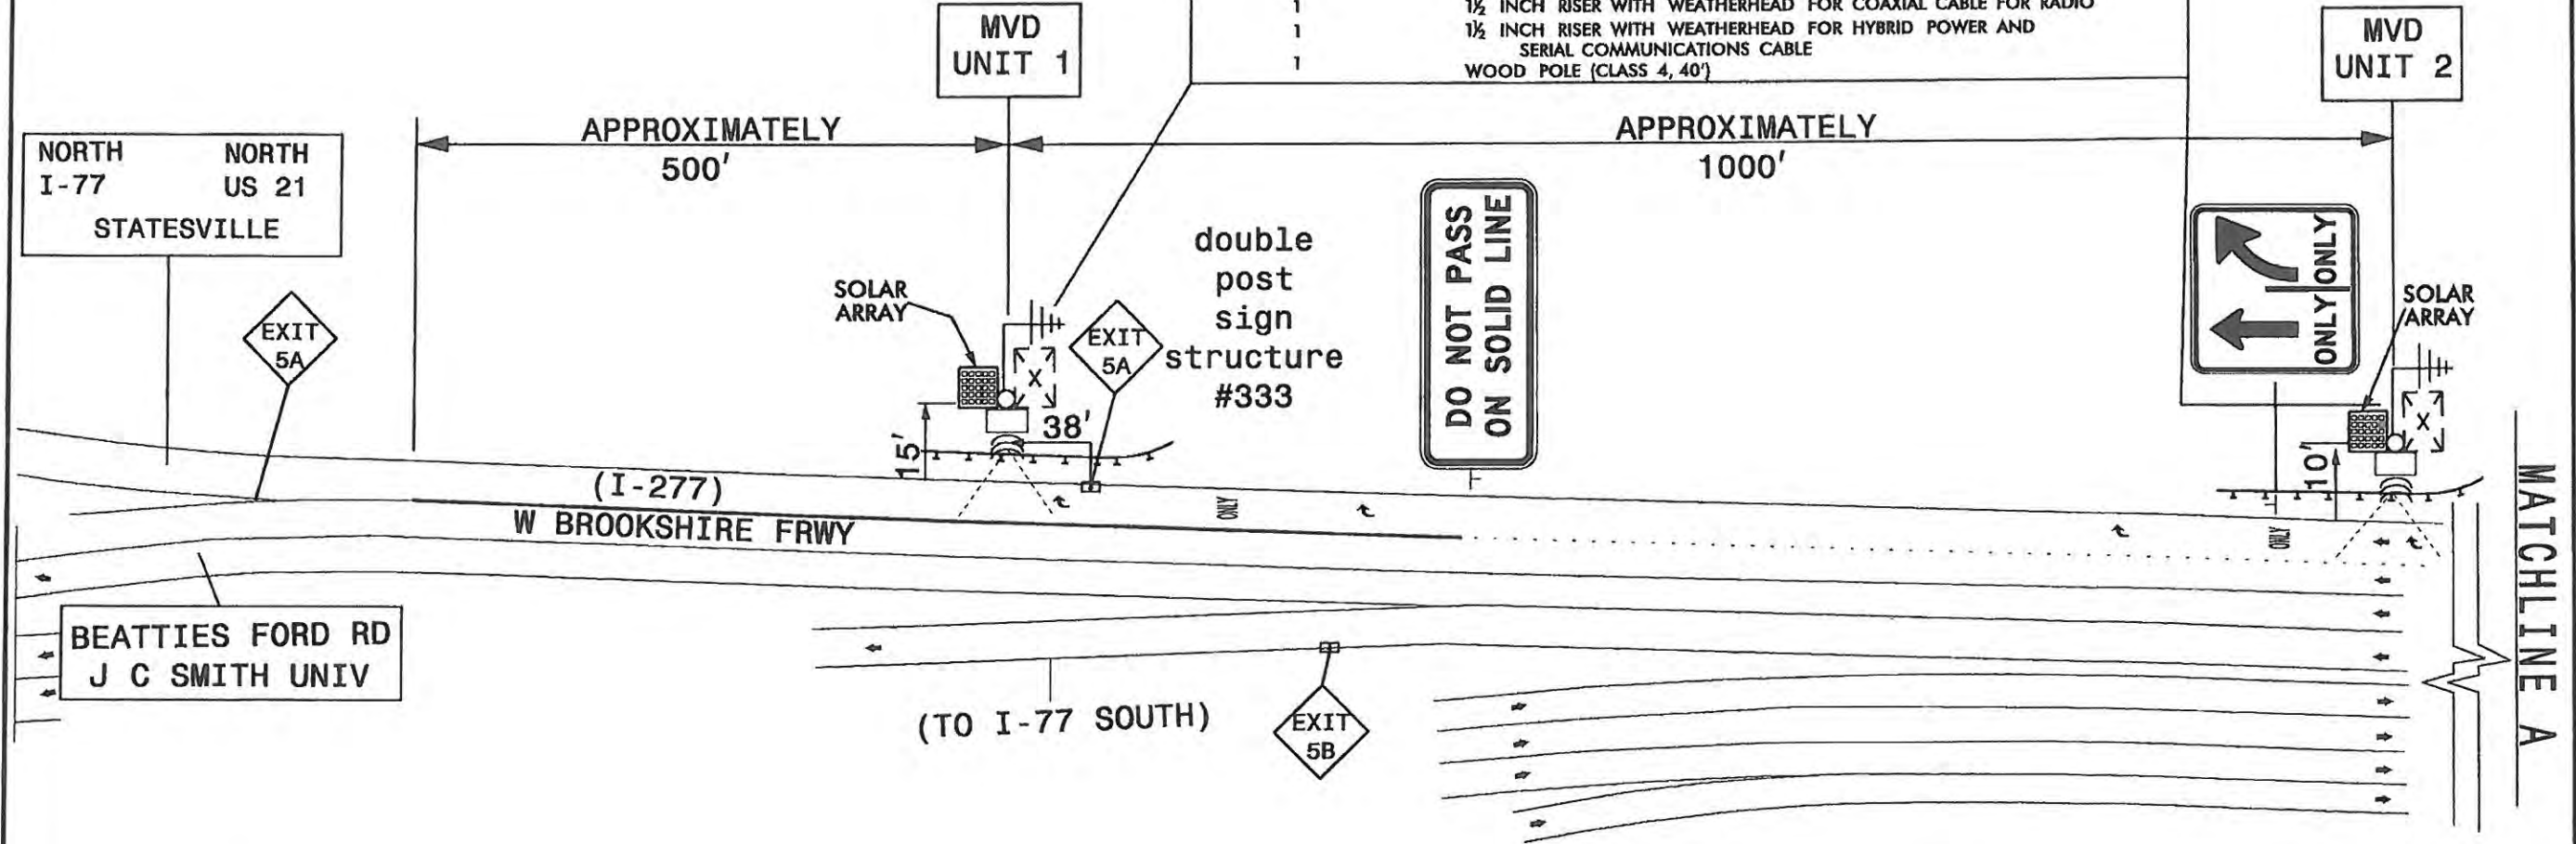 1 1½ INCH RISER WITH WEATHERHEAD FOR COAXIAL CABLE FOR RADIO
1 1½ INCH RISER WITH WEATHERHEAD FOR HYBRID POWER AND
SERIAL COMMUNICATIONS CABLE
1 WOOD POLE (CLASS 4, 40')
MVD
UNIT 1
MVD
UNIT 2
APPROXIMATELY
500'
APPROXIMATELY
1000'
NORTH NORTH
I-77 US 21
STATESVILLE
EXIT
5A
SOLAR
ARRAY
X
EXIT
5A
double
post
sign
structure
#333
DO NOT PASS
ON SOLID LINE
ONLY ONLY
SOLAR
ARRAY
X
15'
38'
10'
(I-277)
W BROOKSHIRE FRWY
ONLY
ONLY
BEATTIES FORD RD
J C SMITH UNIV
(TO I-77 SOUTH)
EXIT
5B
MATCHLINE A